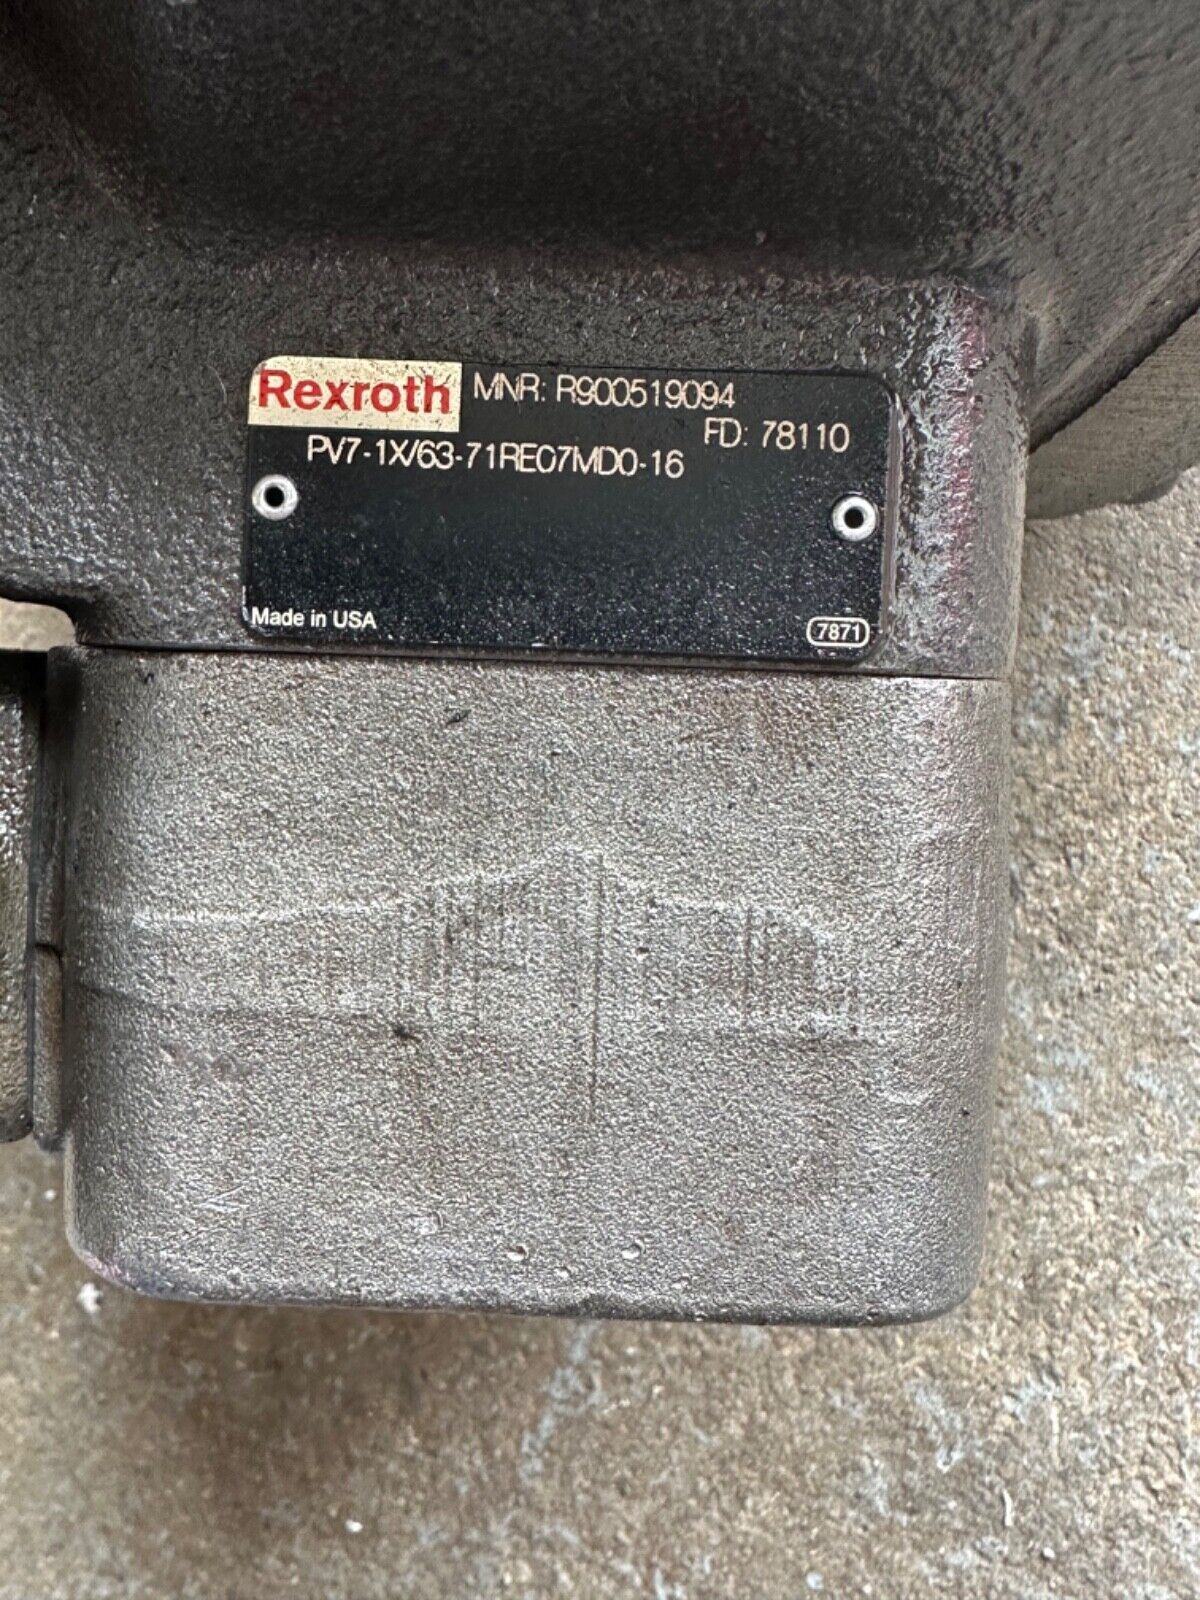 Rexroth MNR: R900519094
FD: 78110
PV7-1X/63-71RE07MD0-16
Made in USA
7871